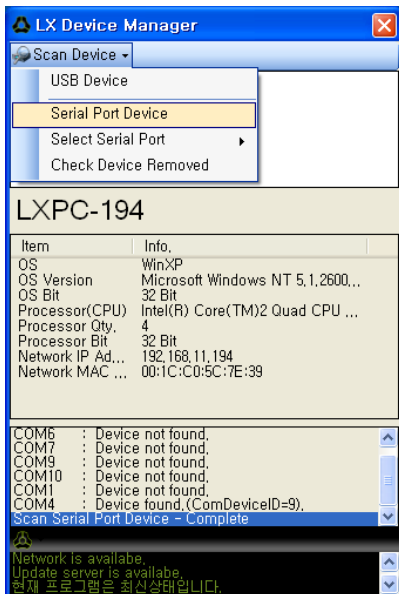 LX Device Manager
Scan Device
USB Device
Serial Port Device
Select Serial Port
Check Device Removed
LXPC-194
Item Info.
OS WinXP
OS Version Microsoft Windows NT 5.1.2600...
OS Bit 32 Bit
Processor(CPU) Intel(R) Core(TM)2 Quad CPU ...
Processor Qty. 4
Processor Bit 32 Bit
Network IP Ad... 192.168.11.194
Network MAC ... 00:1C:C0:5C:7E:39
COM6 : Device not found.
COM7 : Device not found.
COM9 : Device not found.
COM10 : Device not found.
COM1 : Device not found.
COM4 : Device found.(ComDeviceID=9).
Scan Serial Port Device - Complete
Network is availabe.
Update server is availabe.
현재 프로그램은 최신상태입니다.